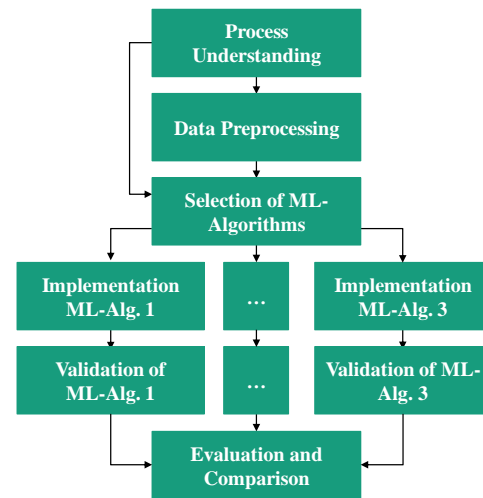 Process
Understanding
Data Preprocessing
Selection of ML-
Algorithms
Implementation
ML-Alg. 1
...
Implementation
ML-Alg. 3
Validation of
ML-Alg. 1
...
Validation of ML-
Alg. 3
Evaluation and
Comparison